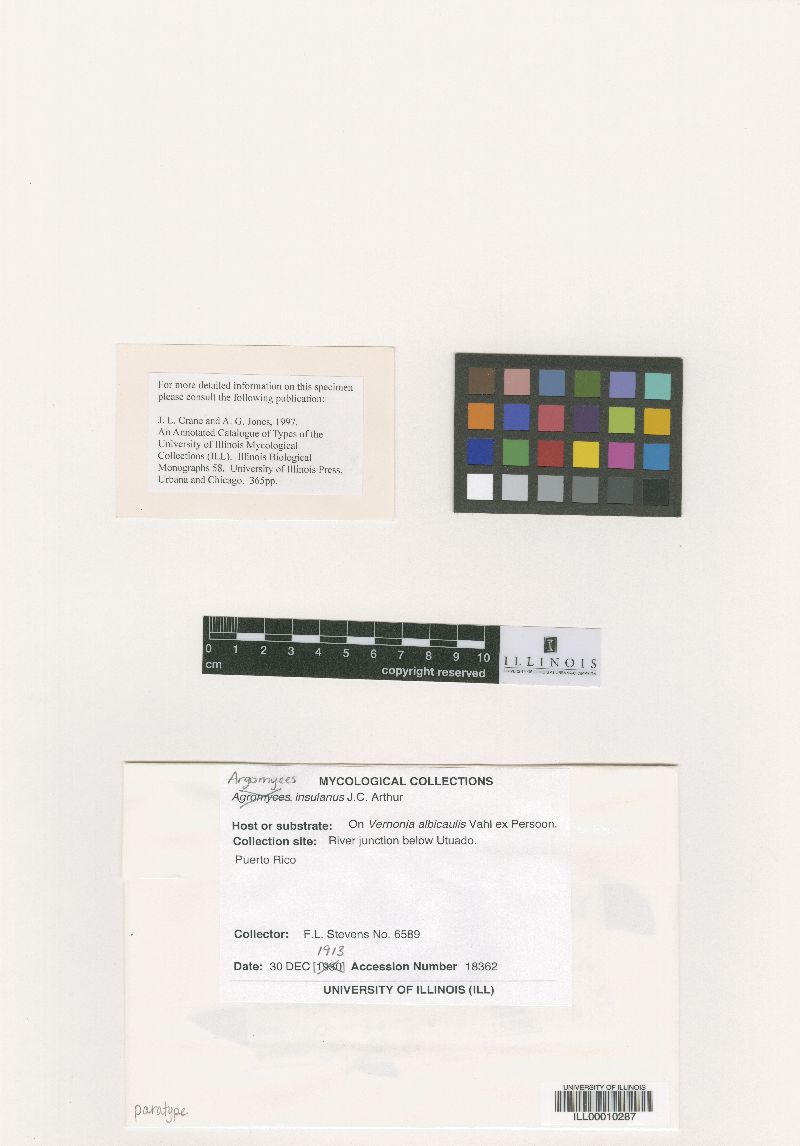 For more detailed information on this specimen
please consult the following publication:
J. L. Crane and A. G. Jones, 1997.
An Annotated Catalogue of Types of the
University of Illinois Mycological
Collections (ILL). Illinois Biological
Monographs 58. University of Illinois Press,
Urbana and Chicago. 365pp.
0 1 2 3 4 5 6 7 8 9 10
cm
copyright reserved
ILLINOIS
Argomyces
MYCOLOGICAL COLLECTIONS
Agromyces insulanus J.C. Arthur
Host or substrate: On Vernonia albicaulis Vahl ex Persoon.
Collection site: River junction below Utuado.
Puerto Rico
Collector: F.L. Stevens No. 6589
1913
Date: 30 DEC [] Accession Number 18362
UNIVERSITY OF ILLINOIS (ILL)
paratype
UNIVERSITY OF ILLINOIS
ILL00010287